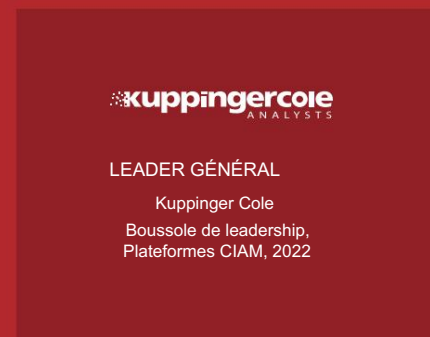 kuppingercole
ANALYSTS
LEADER GÉNÉRAL
Kuppinger Cole
Boussole de leadership,
Plateformes CIAM, 2022